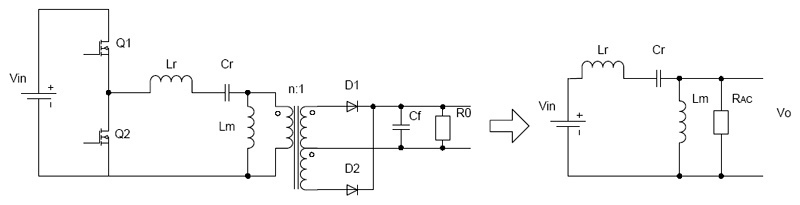 Q1
Lr
Cr
n:1
D1
Vin
+
-
Lm
Cf
R0
Q2
D2
Lr
Cr
Vin
+
-
Lm
RAC
Vo